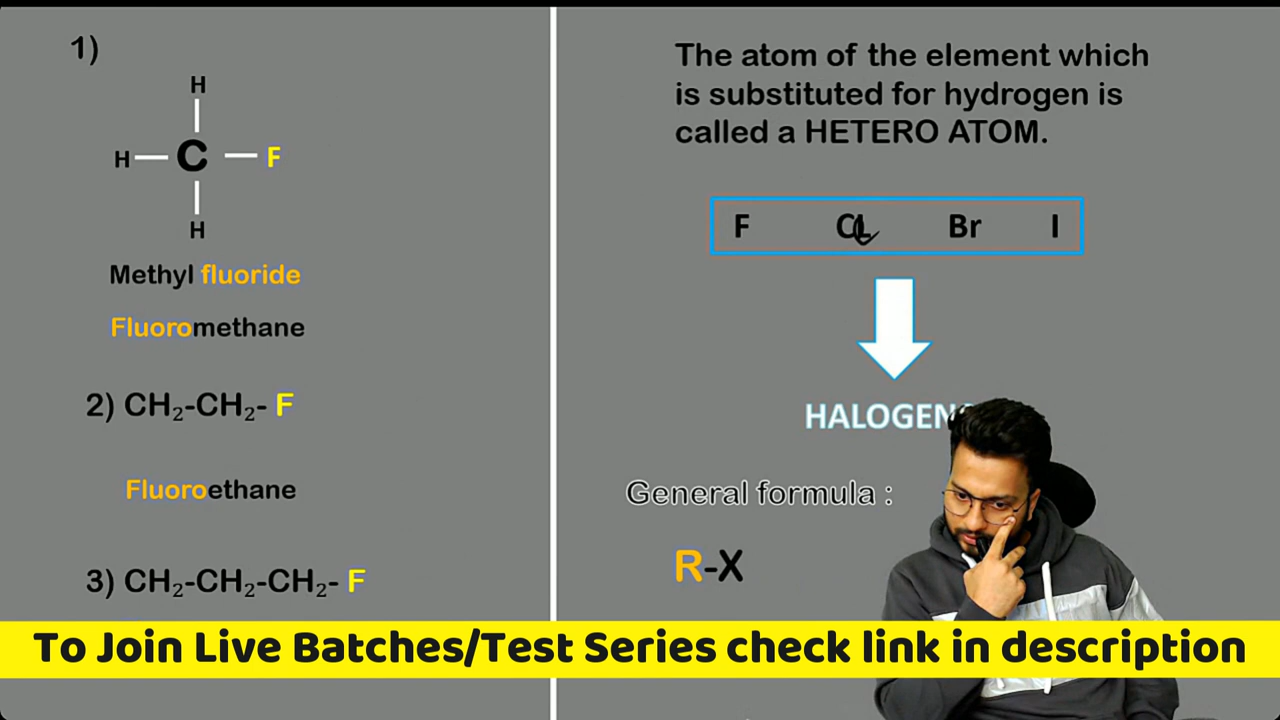 1)
H
H C F
H
Methyl fluoride
Fluoromethane
2) CH₂-CH₂- F
Fluoroethane
3) CH₂-CH₂-CH₂- F
The atom of the element which
is substituted for hydrogen is
called a HETERO ATOM.
F CL Br I
HALOGENS
General formula :
R-X
To Join Live Batches/Test Series check link in description